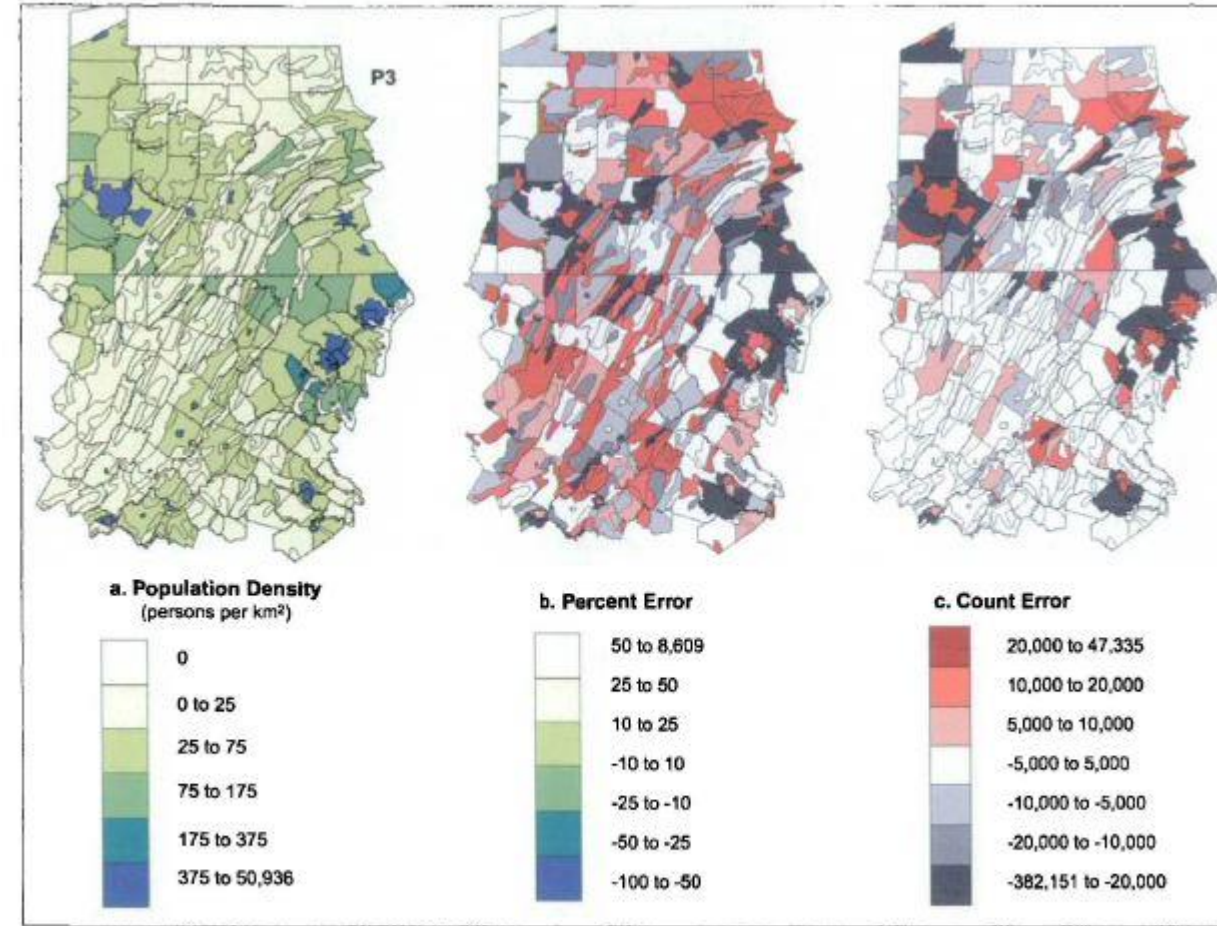 P3
a. Population Density
(persons per km²)
0
0 to 25
25 to 75
75 to 175
175 to 375
375 to 50,936
b. Percent Error
50 to 8,609
25 to 50
10 to 25
-10 to 10
-25 to -10
-50 to -25
-100 to -50
c. Count Error
20,000 to 47,335
10,000 to 20,000
5,000 to 10,000
-5,000 to 5,000
-10,000 to -5,000
-20,000 to -10,000
-382,151 to -20,000